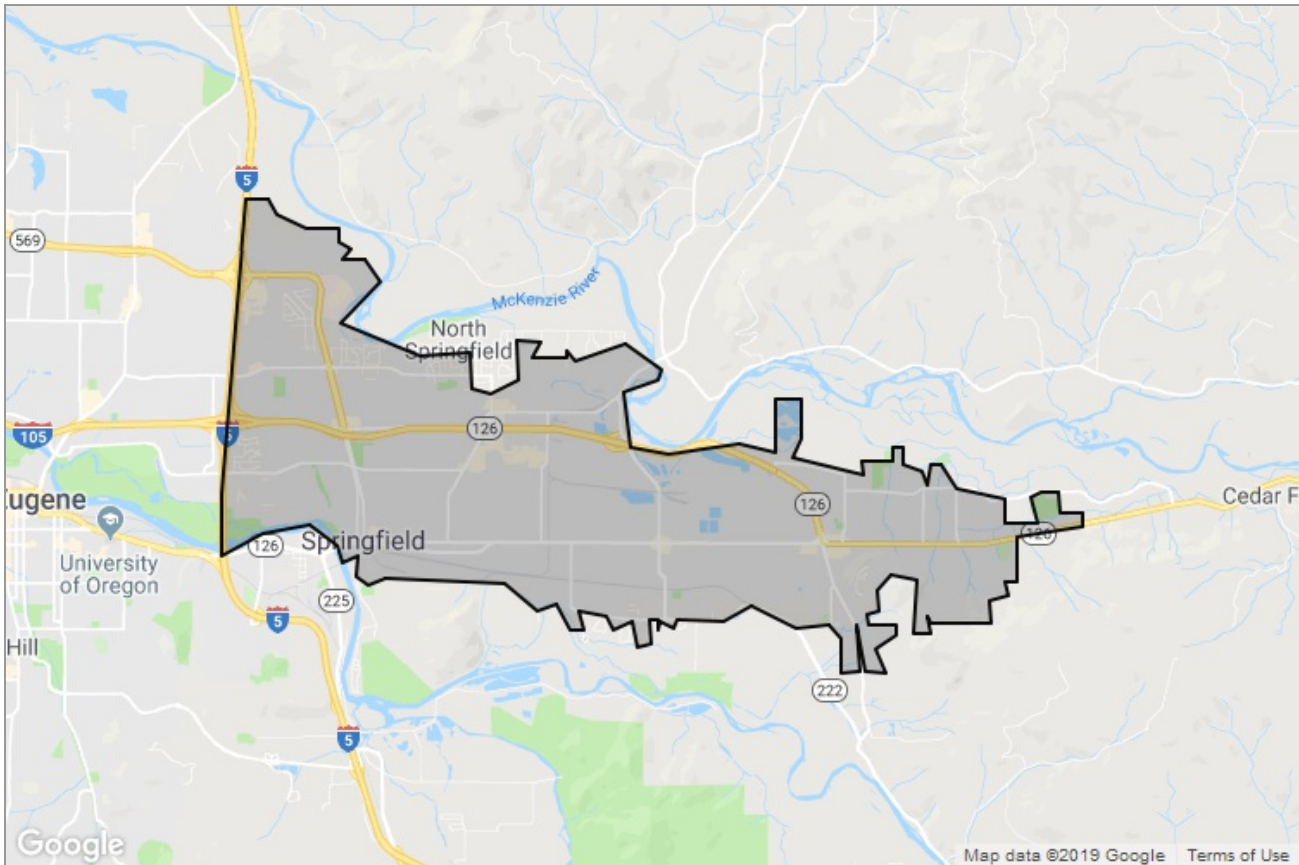 5
569
McKenzie River
North
Springfield
126
105
5
126
Eugene
Cedar F
126
126
Springfield
University
of Oregon
225
5
Hill
222
5
Google
Map data ©2019 Google
Terms of Use